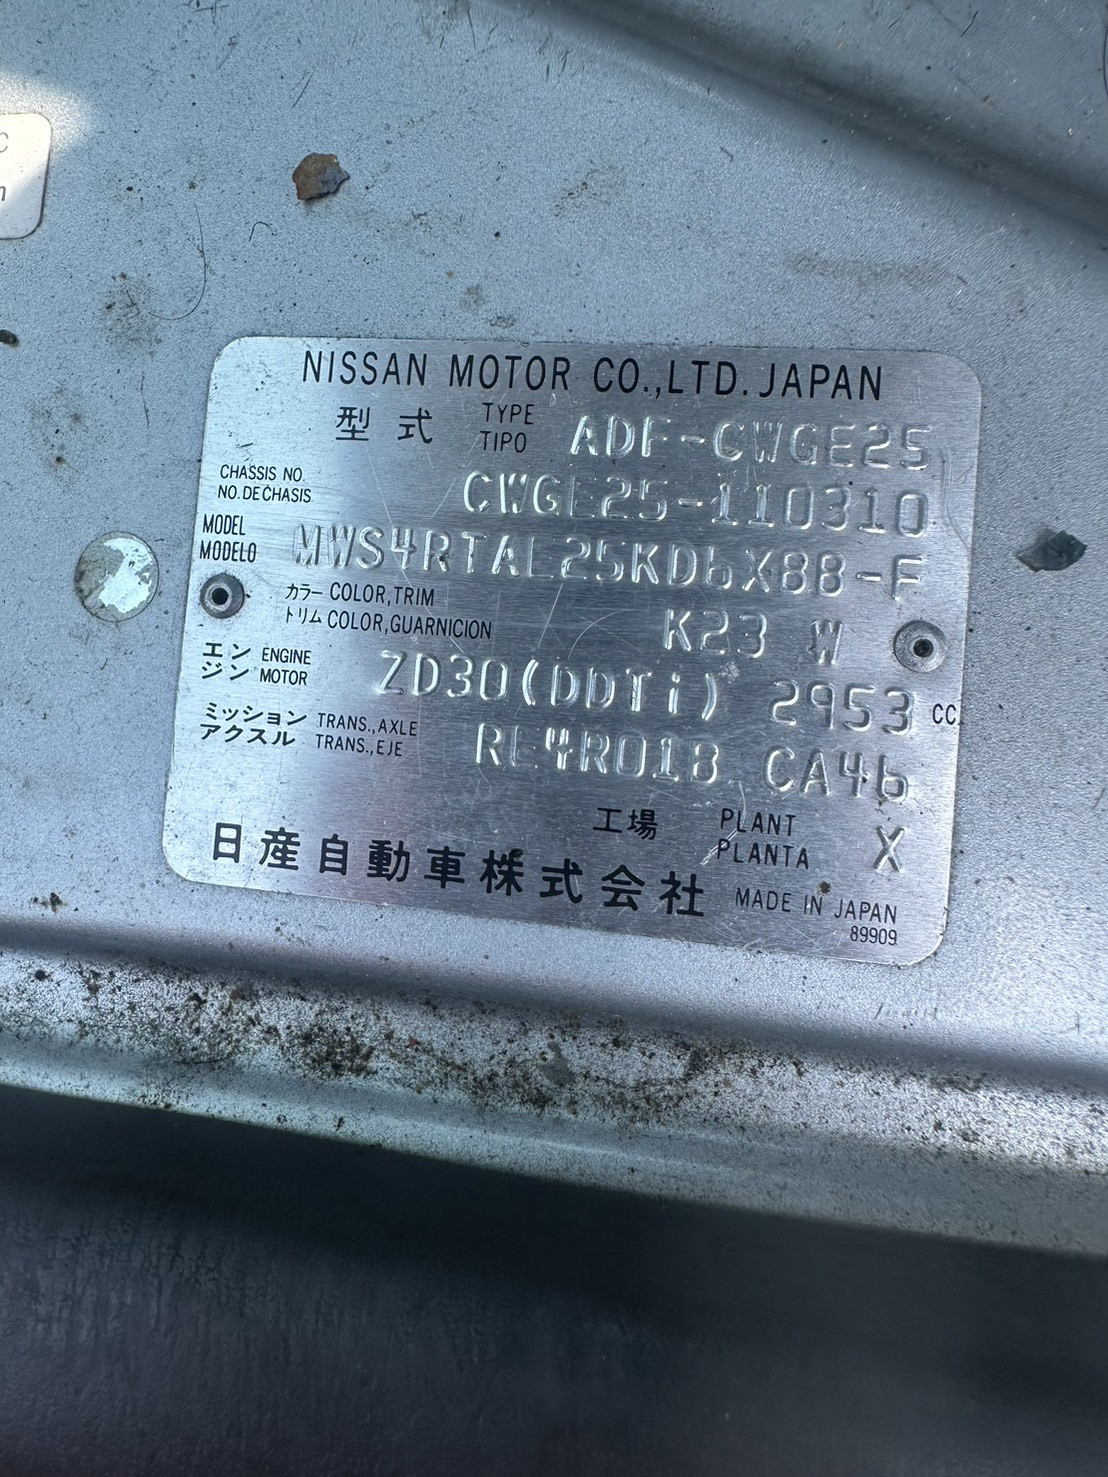 C
m
NISSAN MOTOR CO.,LTD. JAPAN
型式 TYPE TIPO ADF-CWGE25
CHASSIS NO. NO. DE CHASIS CWGE25-110310
MODEL MODELO MWS4RTAL25KD6X88-F
カラー COLOR,TRIM トリム COLOR,GUARNICION K23 W
エンジン ENGINE MOTOR ZD30(DDTi) 2953 CC.
ミッション アクスル TRANS.,AXLE TRANS.,EJE RE4R01B CA46
工場 PLANT PLANTA X
日産自動車株式会社 MADE IN JAPAN
89909